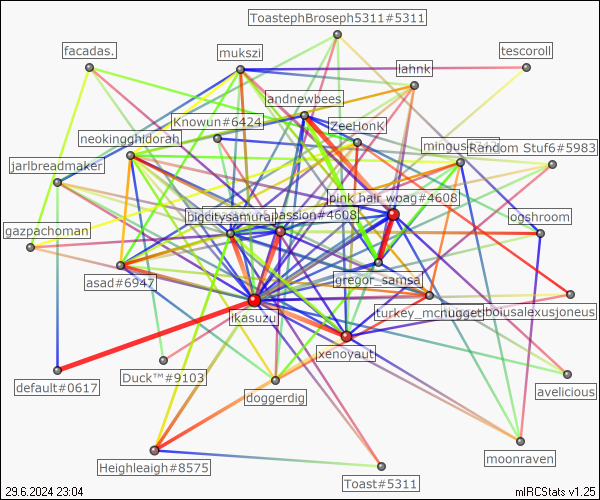 ToastephBroseph5311#5311
facadas.
mukszi
tescoroll
lahnk
andnewbees
Knowun#6424
ZeeHonk
neokingghidorah
mingus
Random Stuf6#5983
jarlbreadmaker
pink hair woag#4608
bigcitysamurai
passion#4608
ogshroom
gazpachoman
asad#6947
gregor_samsa
ikasuzu
turkey_mcnugget
ibousalexusjoneus
xenoyaut
Duck™#9103
default#0617
doggerdig
avelicious
moonraven
Heighleaigh#8575
Toast#5311
29.6.2024 23:04
mIRCStats v1.25